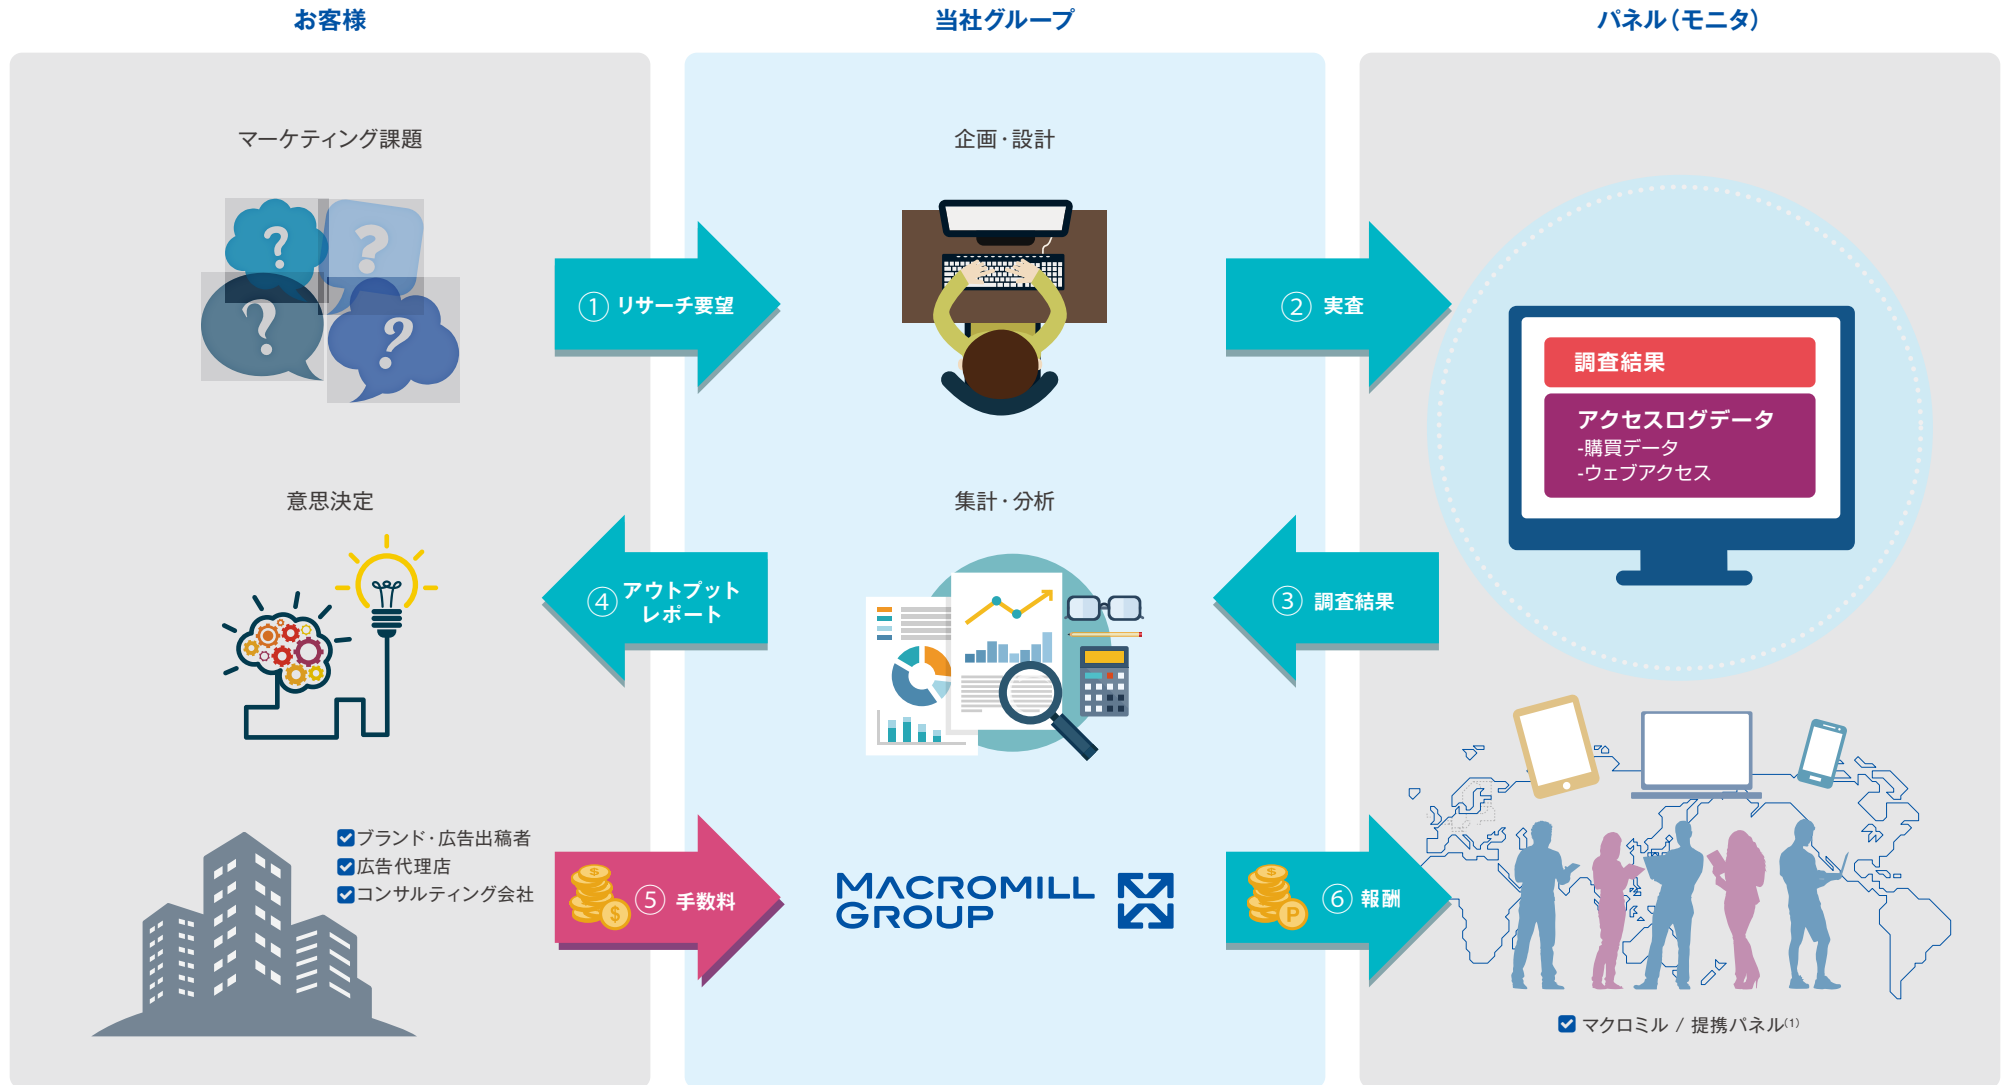 お客様
当社グループ
パネル（モニタ）
マーケティング課題
企画・設計
① リサーチ要望
② 実査
調査結果
アクセスログデータ
-購買データ
-ウェブアクセス
意思決定
集計・分析
④ アウトプット
レポート
③ 調査結果
ブランド・広告出稿者
広告代理店
コンサルティング会社
⑤ 手数料
MACROMILL
GROUP
⑥ 報酬
マクロミル / 提携パネル(1)
? ? ? ?
$ $
P